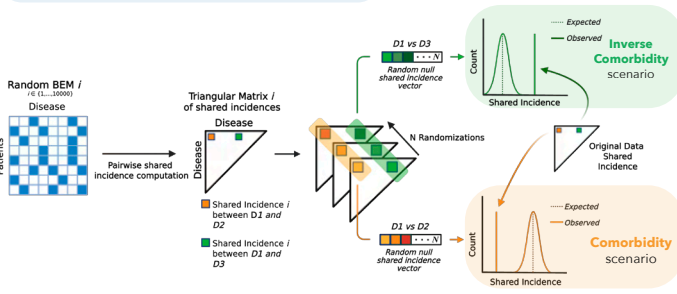 Random BEM i
i ∈ {1,...,10000}
Disease
Patients
Pairwise shared
incidence computation
Triangular Matrix i
of shared incidences
Disease
Disease
Shared Incidence i
between D1 and
D2
Shared Incidence i
between D1 and
D3
N Randomizations
D1 vs D3
··· N
Random null
shared incidence
vector
D1 vs D2
··· N
Random null
shared incidence
vector
Expected
Observed
Count
Shared Incidence
Inverse
Comorbidity
scenario
Original Data
Shared
Incidence
Expected
Observed
Count
Shared Incidence
Comorbidity
scenario